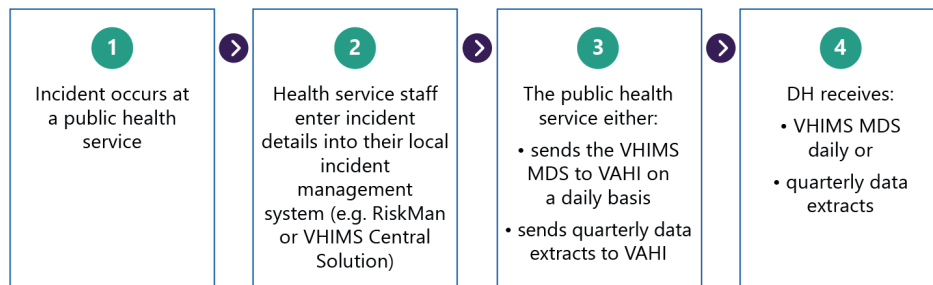 1
Incident occurs at
a public health
service
2
Health service staff
enter incident
details into their local
incident
management
system (e.g. RiskMan
or VHIMS Central
Solution)
3
The public health
service either:
• sends the VHIMS
MDS to VAHI on
a daily basis
• sends quarterly data
extracts to VAHI
4
DH receives:
• VHIMS MDS
daily or
• quarterly data
extracts